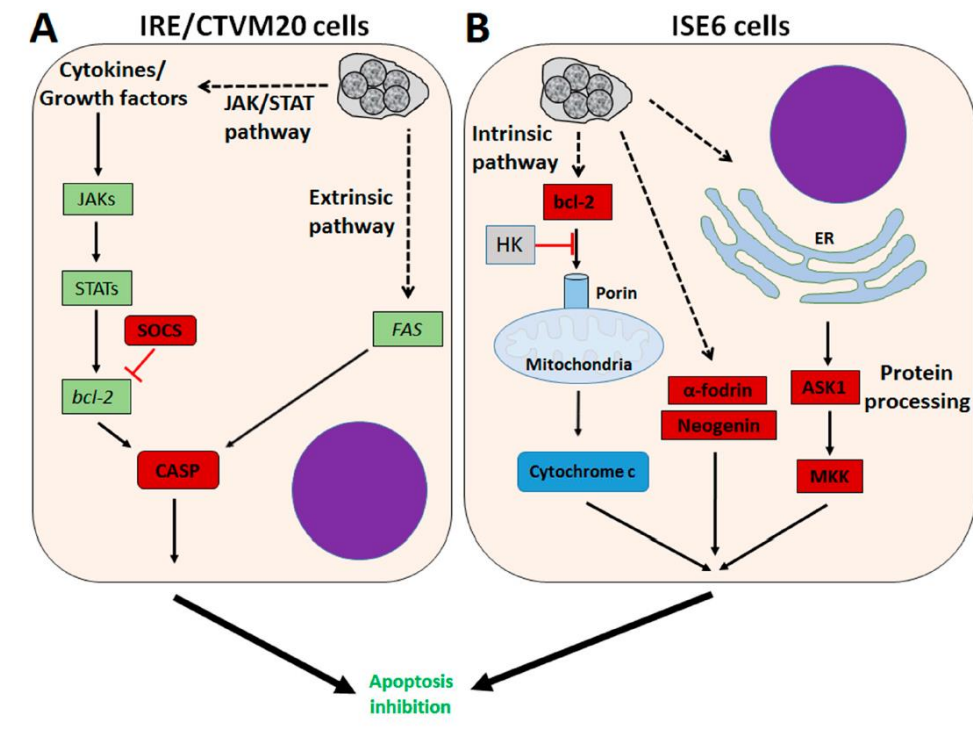 A
IRE/CTVM20 cells
Cytokines/
Growth factors
JAK/STAT
pathway
Extrinsic
pathway
JAKs
STATs
SOCS
FAS
bcl-2
CASP
B
ISE6 cells
Intrinsic
pathway
bcl-2
HK
Porin
Mitochondria
ER
α-fodrin
Neogenin
ASK1
Protein
processing
Cytochrome c
MKK
Apoptosis
inhibition